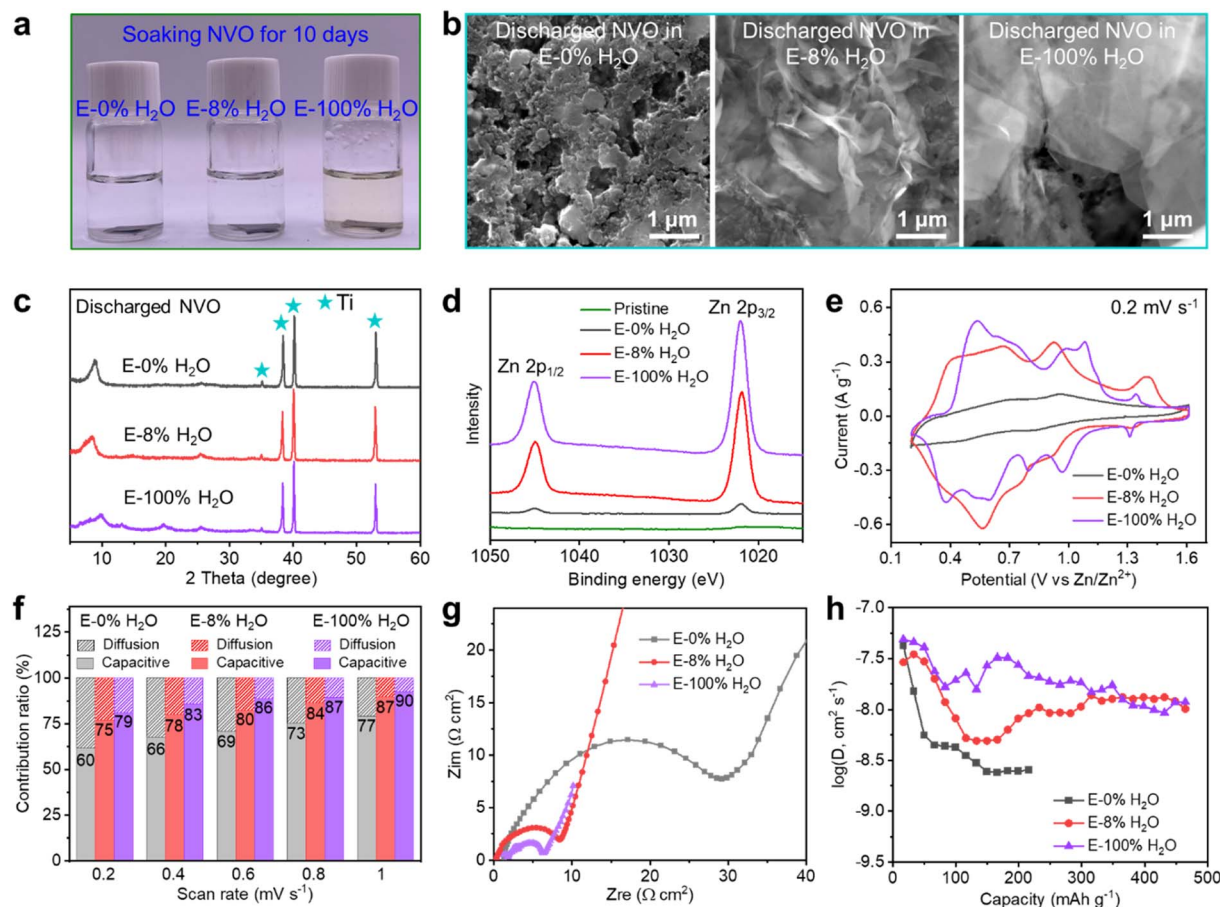 a
Soaking NVO for 10 days
E-0% H₂O E-8% H₂O E-100% H₂O
b
Discharged NVO in
E-0% H₂O
1 µm
Discharged NVO in
E-8% H₂O
1 µm
Discharged NVO in
E-100% H₂O
1 µm
c
Discharged NVO
Ti
E-0% H₂O
E-8% H₂O
E-100% H₂O
10 20 30 40 50 60
2 Theta (degree)
d
Intensity
Pristine
E-0% H₂O
E-8% H₂O
E-100% H₂O
Zn 2p₃/₂
Zn 2p₁/₂
1050 1040 1030 1020
Binding energy (eV)
e
0.2 mV s⁻¹
Current (A g⁻¹)
0.6
0.3
0.0
-0.3
-0.6
E-0% H₂O
E-8% H₂O
E-100% H₂O
0.1 0.4 0.7 1.0 1.3 1.6
Potential (V vs Zn/Zn²⁺)
f
Contribution ratio (%)
125
100
75
50
25
0
E-0% H₂O E-8% H₂O E-100% H₂O
Diffusion Diffusion Diffusion
Capacitive Capacitive Capacitive
60 75 79 66 78 83 69 80 86 73 84 87 77 87 90
0.2 0.4 0.6 0.8 1
Scan rate (mV s⁻¹)
g
Zim (Ω cm²)
20
15
10
5
0
E-0% H₂O
E-8% H₂O
E-100% H₂O
0 10 20 30 40
Zre (Ω cm²)
h
log(D, cm² s⁻¹)
-7.0
-7.5
-8.0
-8.5
-9.0
-9.5
E-0% H₂O
E-8% H₂O
E-100% H₂O
0 100 200 300 400 500
Capacity (mAh g⁻¹)